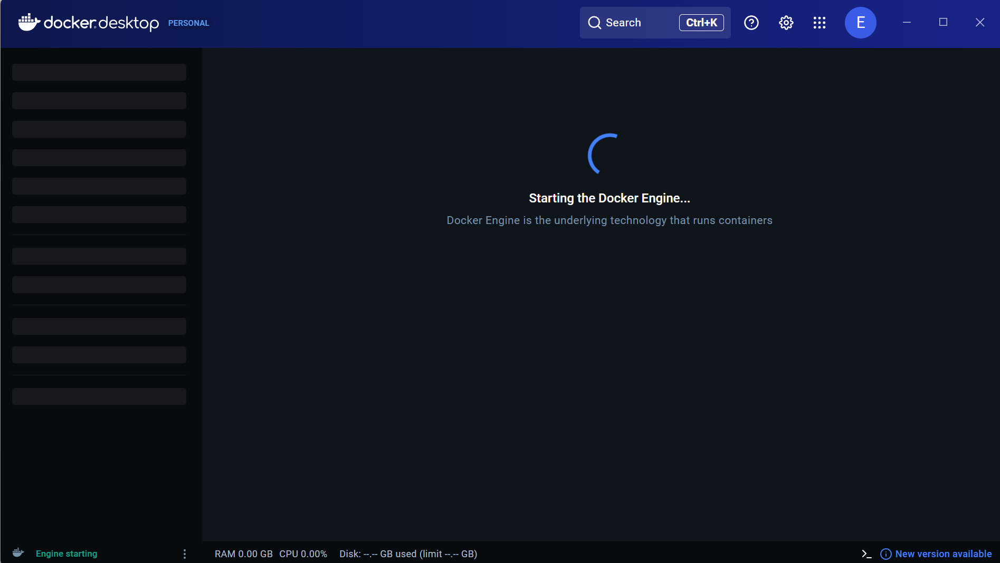 docker.desktop PERSONAL
Search Ctrl+K
E
Starting the Docker Engine...
Docker Engine is the underlying technology that runs containers
Engine starting
RAM 0.00 GB CPU 0.00% Disk: --.-- GB used (limit --.-- GB)
New version available